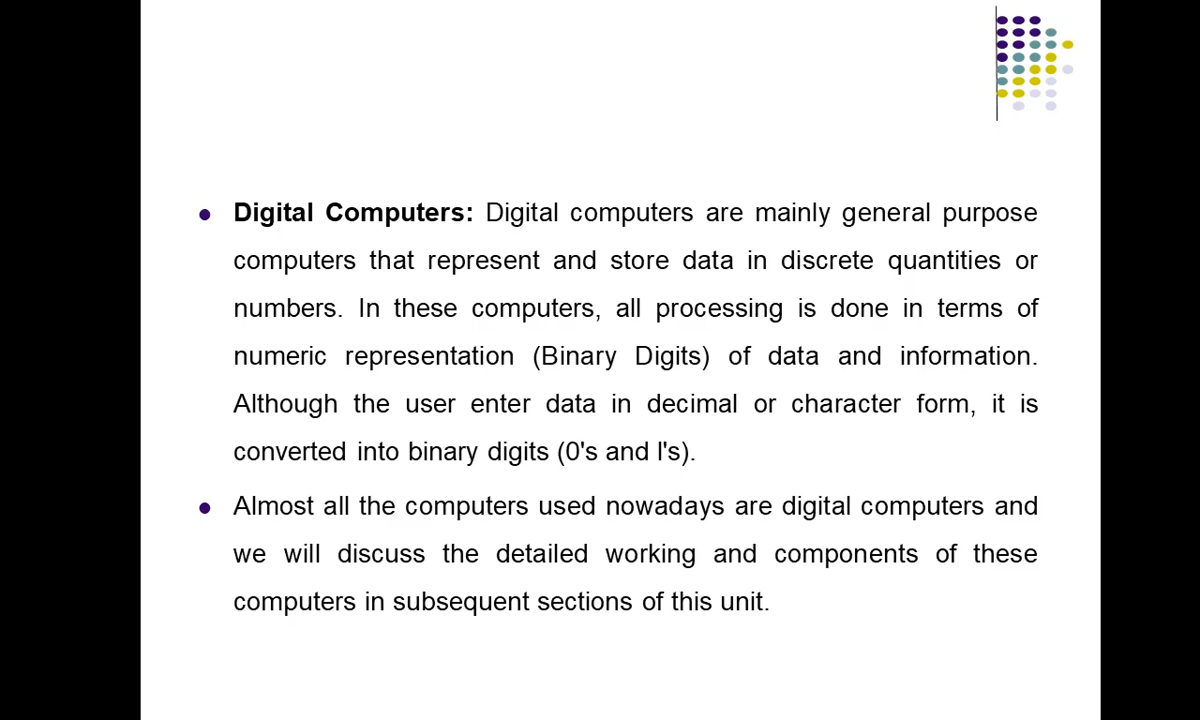 Digital Computers: Digital computers are mainly general purpose
computers that represent and store data in discrete quantities or
numbers. In these computers, all processing is done in terms of
numeric representation (Binary Digits) of data and information.
Although the user enter data in decimal or character form, it is
converted into binary digits (0's and l's).
Almost all the computers used nowadays are digital computers and
we will discuss the detailed working and components of these
computers in subsequent sections of this unit.